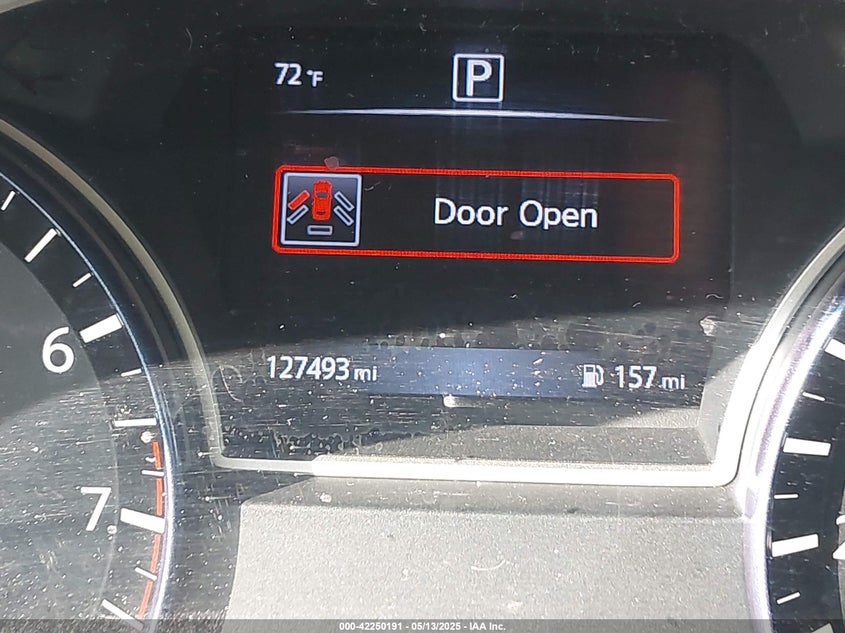 72 °F
P
Door Open
127493 mi
157 mi
6
7
000-42250191 - 05/13/2025 - IAA Inc.